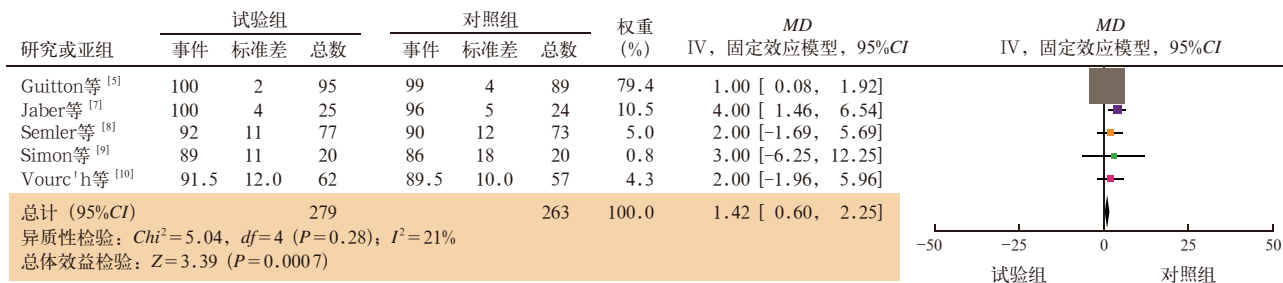 试验组 对照组 权重 MD MD
研究或亚组 事件 标准差 总数 事件 标准差 总数 (%) IV，固定效应模型，95%CI IV，固定效应模型，95%CI
Guitton等 [5] 100 2 95 99 4 89 79.4 1.00 [ 0.08, 1.92]
Jaber等 [7] 100 4 25 96 5 24 10.5 4.00 [ 1.46, 6.54]
Semler等 [8] 92 11 77 90 12 73 5.0 2.00 [−1.69, 5.69]
Simon等 [9] 89 11 20 86 18 20 0.8 3.00 [−6.25, 12.25]
Vourc'h等 [10] 91.5 12.0 62 89.5 10.0 57 4.3 2.00 [−1.96, 5.96]
总计（95%CI） 279 263 100.0 1.42 [ 0.60, 2.25]
异质性检验：Chi²=5.04，df=4（P=0.28）；I²=21%
总体效益检验：Z=3.39（P=0.0007）
−50 −25 0 25 50
试验组 对照组